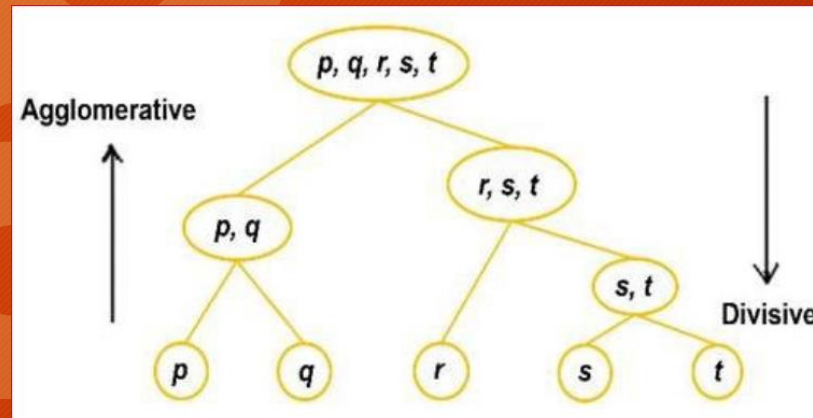 p, q, r, s, t
Agglomerative
r, s, t
p, q
s, t
Divisive
p
q
r
s
t